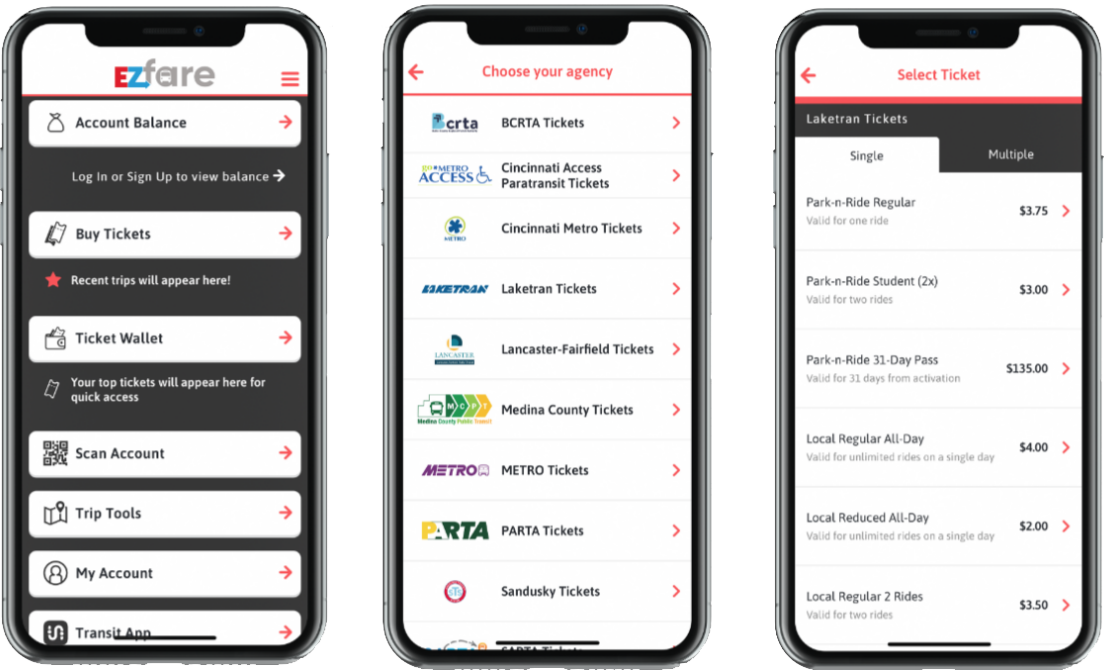 EZfare
Account Balance
Log In or Sign Up to view balance
Buy Tickets
Recent trips will appear here!
Ticket Wallet
Your top tickets will appear here for
quick access
Scan Account
Trip Tools
My Account
Transit App
Choose your agency
Bcrta
BCRTA Tickets
GO*METRO
ACCESS
Cincinnati Access
Paratransit Tickets
METRO
Cincinnati Metro Tickets
LAKETRAN
Laketran Tickets
LANCASTER
Lancaster-Fairfield Tickets
MCPT
Medina County Public Transit
Medina County Tickets
METRO
METRO Tickets
PARTA
PARTA Tickets
STS
Sandusky Tickets
SARTA Tickets
Select Ticket
Laketran Tickets
Single
Multiple
Park-n-Ride Regular
Valid for one ride
$3.75
Park-n-Ride Student (2x)
Valid for two rides
$3.00
Park-n-Ride 31-Day Pass
Valid for 31 days from activation
$135.00
Local Regular All-Day
Valid for unlimited rides on a single day
$4.00
Local Reduced All-Day
Valid for unlimited rides on a single day
$2.00
Local Regular 2 Rides
Valid for two rides
$3.50